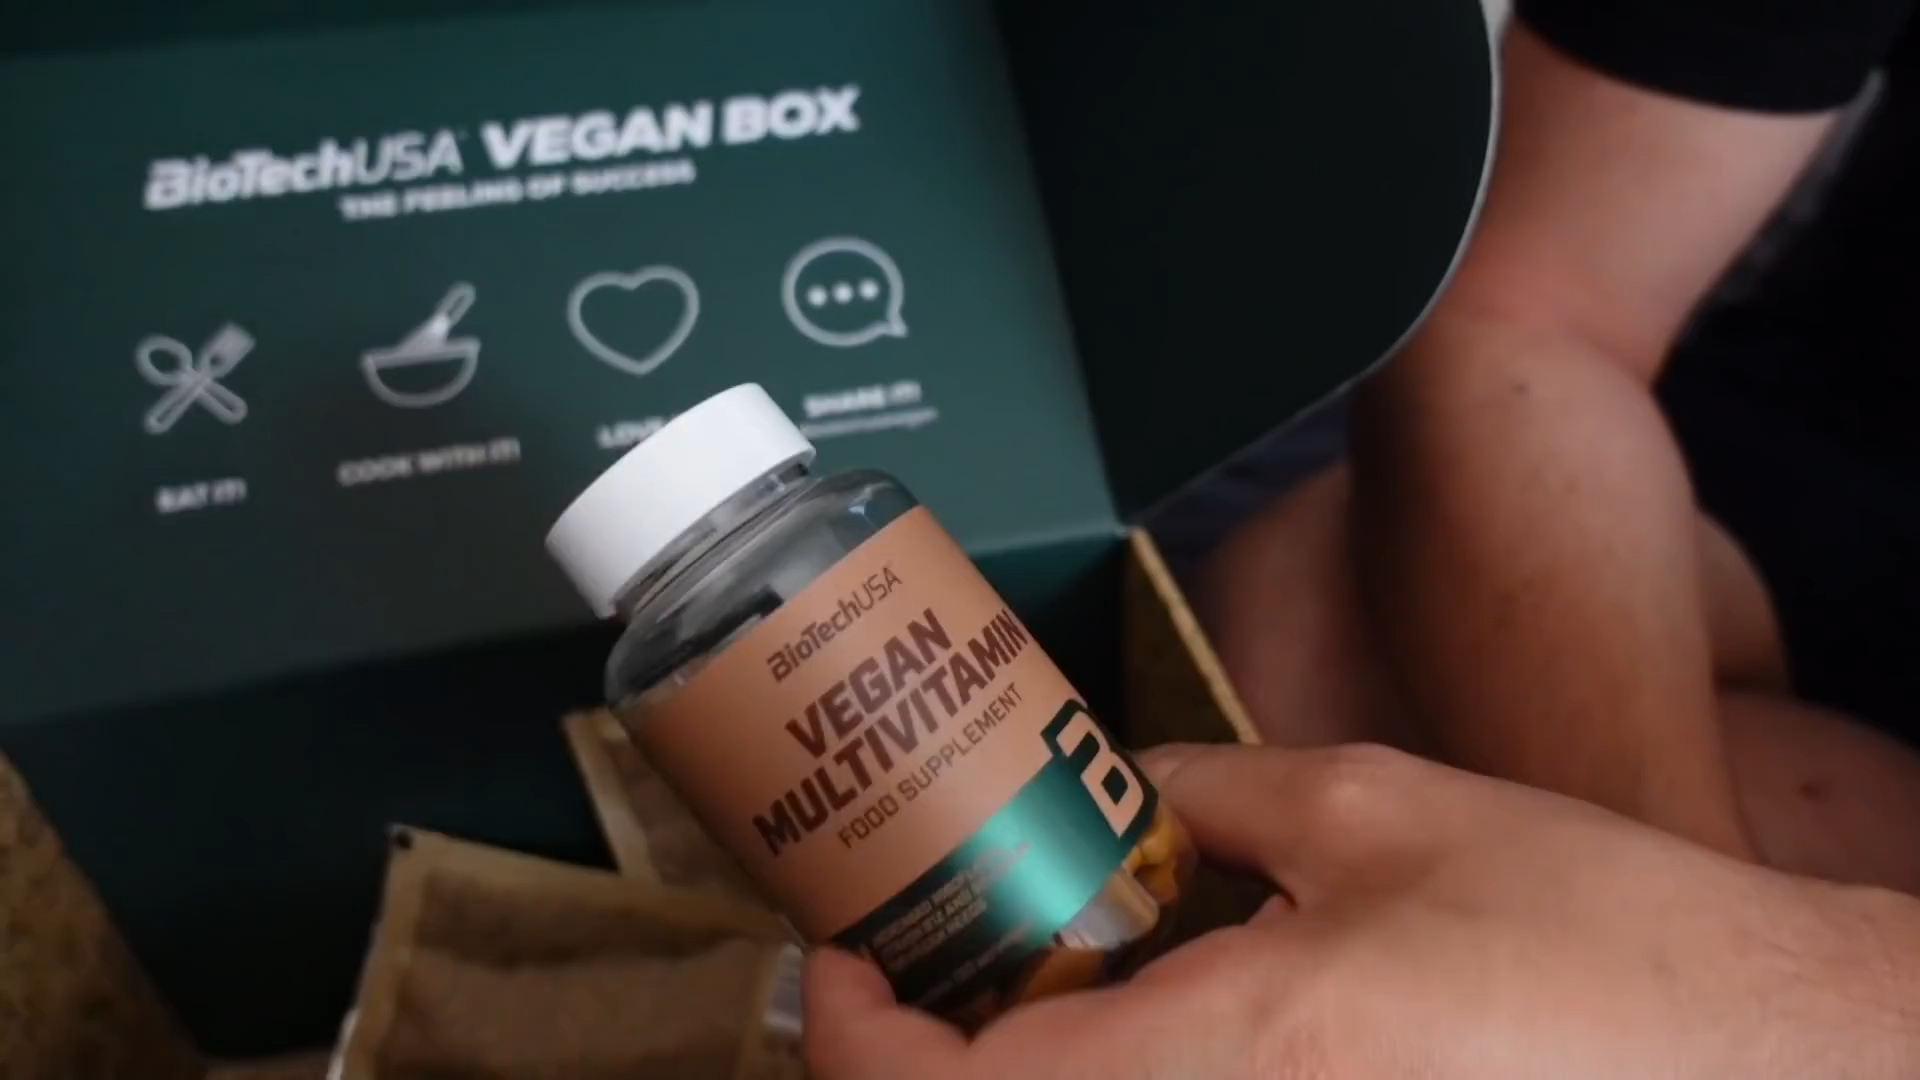 BioTechUSA VEGAN BOX
THE FEELING OF SUCCESS
EAT IT!
COOK WITH IT!
LOVE
SHARE IT!
BioTechUSA
VEGAN
MULTIVITAMIN
FOOD SUPPLEMENT
B